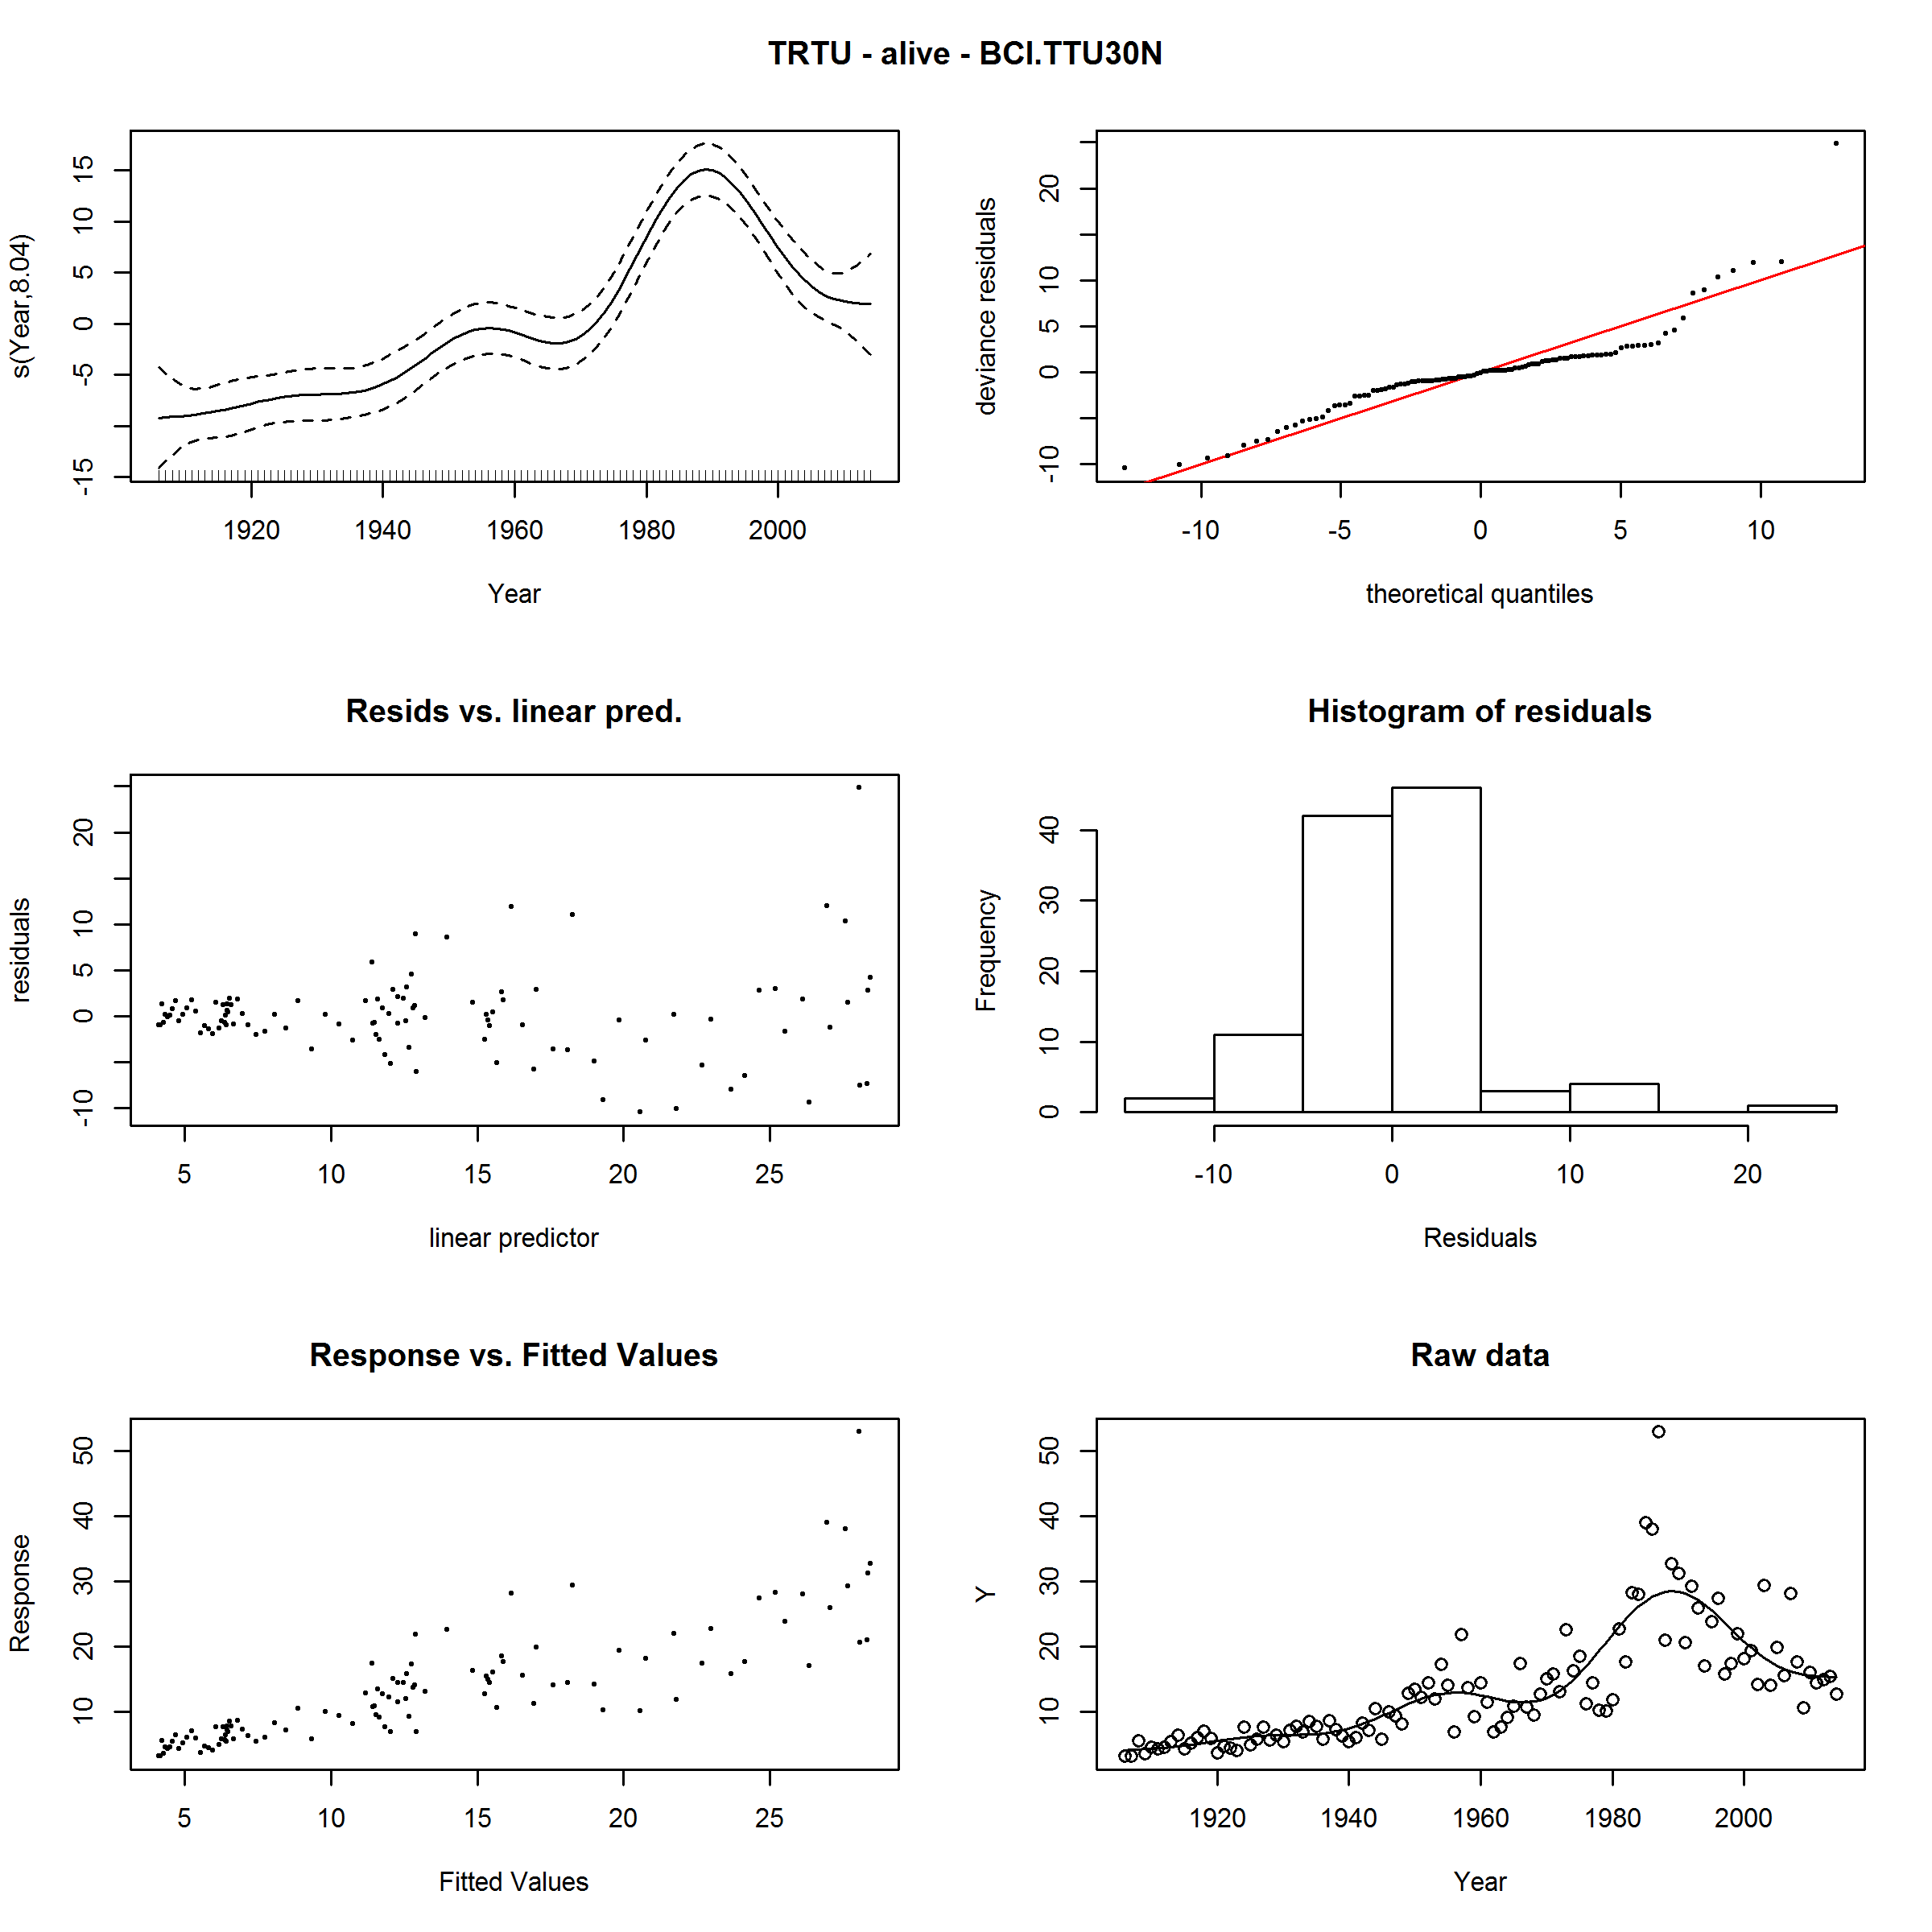 TRTU - alive - BCI.TTU30N
s(Year,8.04)
15
10
5
0
-5
-15
1920 1940 1960 1980 2000
Year
deviance residuals
20
10
5
0
-10
-10 -5 0 5 10
theoretical quantiles
Resids vs. linear pred.
residuals
20
10
5
0
-10
5 10 15 20 25
linear predictor
Histogram of residuals
Frequency
40
30
20
10
0
-10 0 10 20
Residuals
Response vs. Fitted Values
Response
50
40
30
20
10
5 10 15 20 25
Fitted Values
Raw data
Y
50
40
30
20
10
1920 1940 1960 1980 2000
Year